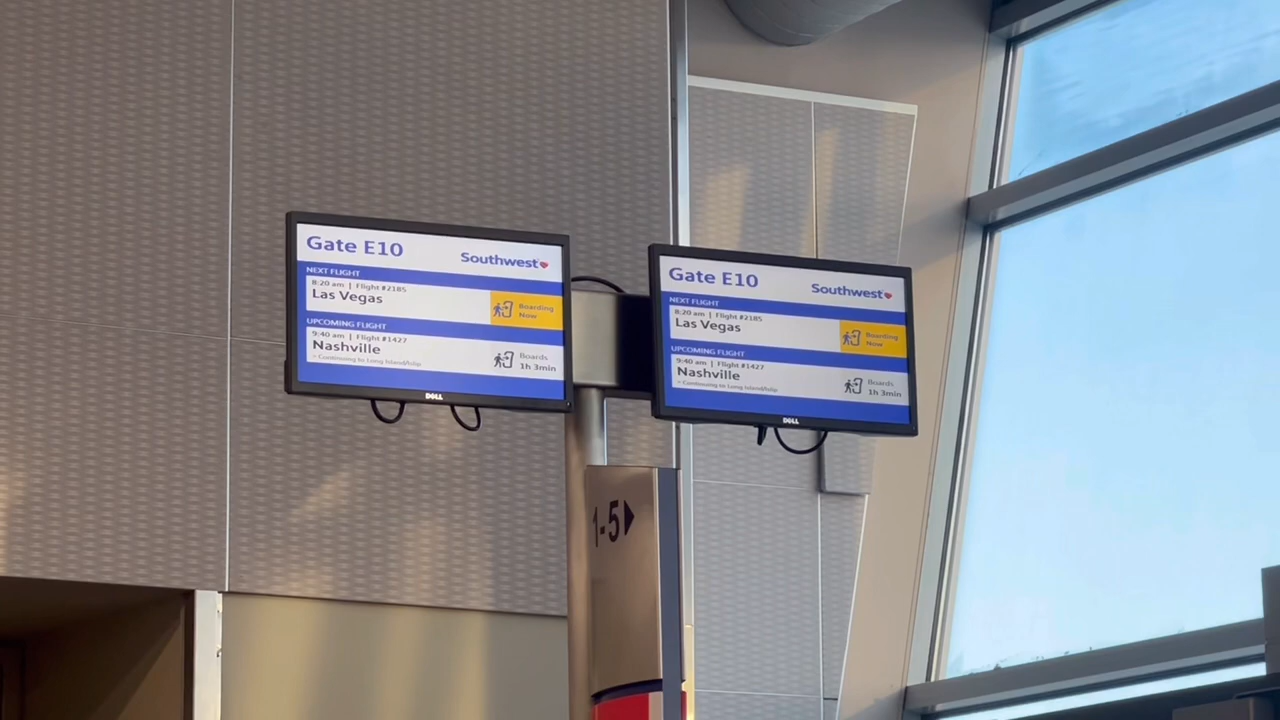 Gate E10
Southwest
NEXT FLIGHT
8:20 am | Flight #2185
Las Vegas
Boarding
Now
UPCOMING FLIGHT
9:40 am | Flight #1427
Nashville
Continuing to Long Island/Islip
Boards
1h 3min
DELL
Gate E10
Southwest
NEXT FLIGHT
8:20 am | Flight #2185
Las Vegas
Boarding
Now
UPCOMING FLIGHT
9:40 am | Flight #1427
Nashville
Continuing to Long Island/Islip
Boards
1h 3min
DELL
1-5